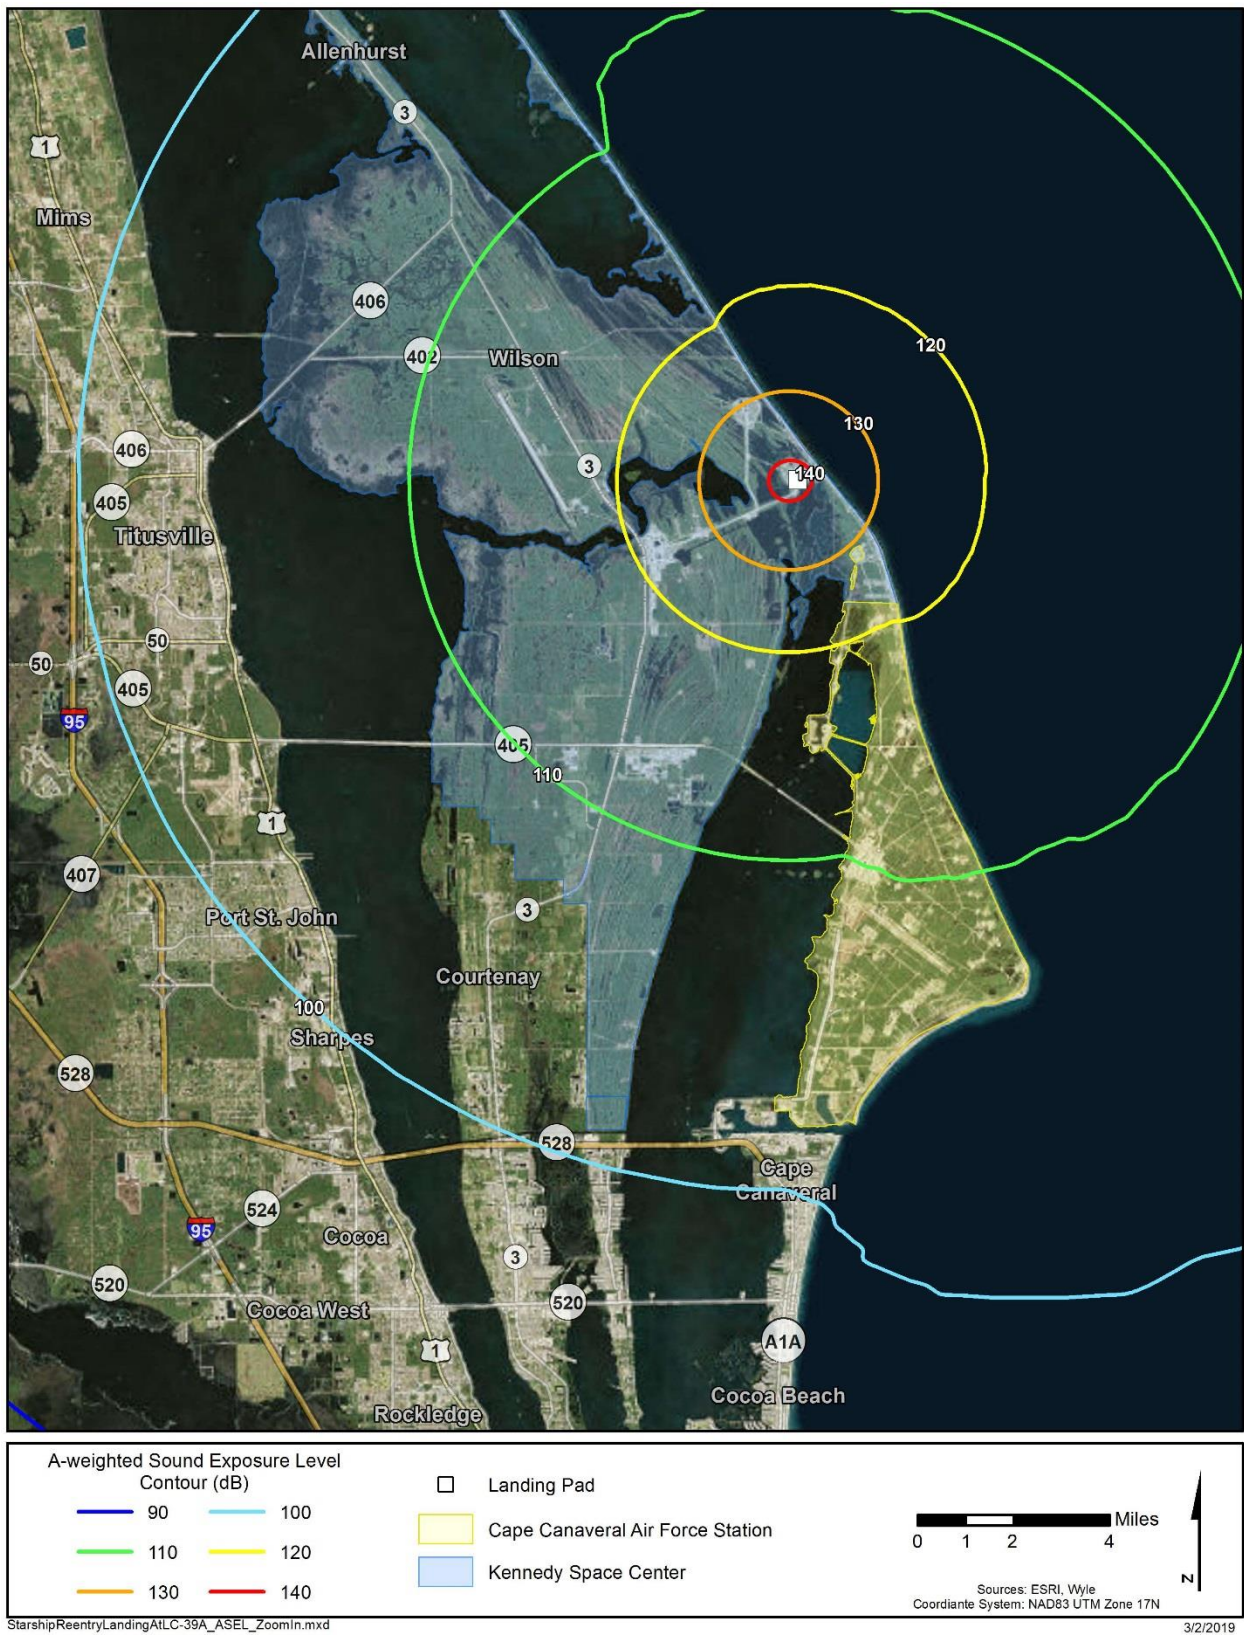 Allenhurst
3
1
Mims
406
402
Wilson
120
130
140
406
3
405
Titusville
50
50
405
95
405
110
1
407
Port St. John
3
Courtenay
100
Sharpes
528
528
Cape
Canaveral
524
95
Cocoa
3
520
Cocoa West
520
1
A1A
Cocoa Beach
Rockledge
A-weighted Sound Exposure Level
Contour (dB)
90
100
110
120
130
140
Landing Pad
Cape Canaveral Air Force Station
Kennedy Space Center
Miles
0 1 2 4
N
Sources: ESRI, Wyle
Coordiante System: NAD83 UTM Zone 17N
StarshipReentryLandingAtLC-39A_ASEL_ZoomIn.mxd
3/2/2019